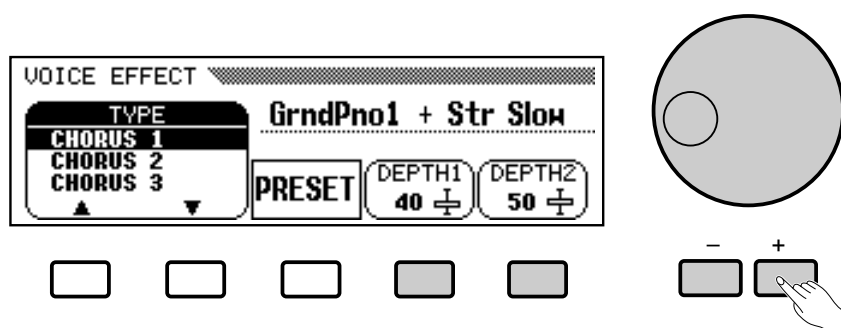 VOICE EFFECT
TYPE
GrndPno1 + Str Slow
CHORUS 1
CHORUS 2
CHORUS 3
PRESET
DEPTH1
40
DEPTH2
50
– +